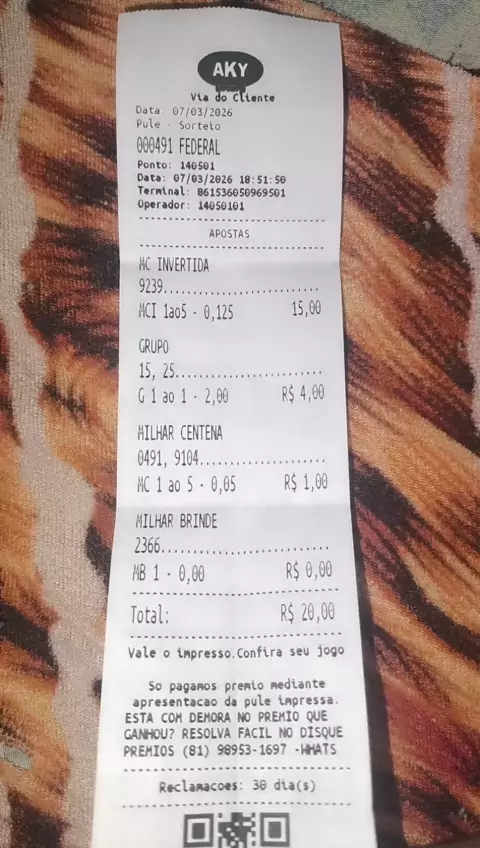 AKY
Via do Cliente
Data 07/03/2026
Pule - Sorteio
000491 FEDERAL
Ponto: 140501
Data: 07/03/2026 18:51:50
Terminal: 861536050969501
Operador: 14050101
APOSTAS
MC INVERTIDA
9239............................
MCI 1ao5 - 0,125 15,00
GRUPO
15, 25........................
G 1 ao 1 - 2,00 R$ 4,00
MILHAR CENTENA
0491, 9104....................
MC 1 ao 5 - 0,05 R$ 1,00
MILHAR BRINDE
2366...........................
MB 1 - 0,00 R$ 0,00
Total: R$ 20,00
Vale o impresso.Confira seu jogo
So pagamos premio mediante
apresentacao da pule impressa.
ESTA COM DEMORA NO PREMIO QUE
GANHOU? RESOLVA FACIL NO DISQUE
PREMIOS (81) 98953-1697 -WHATS
Reclamacoes: 30 dia(s)